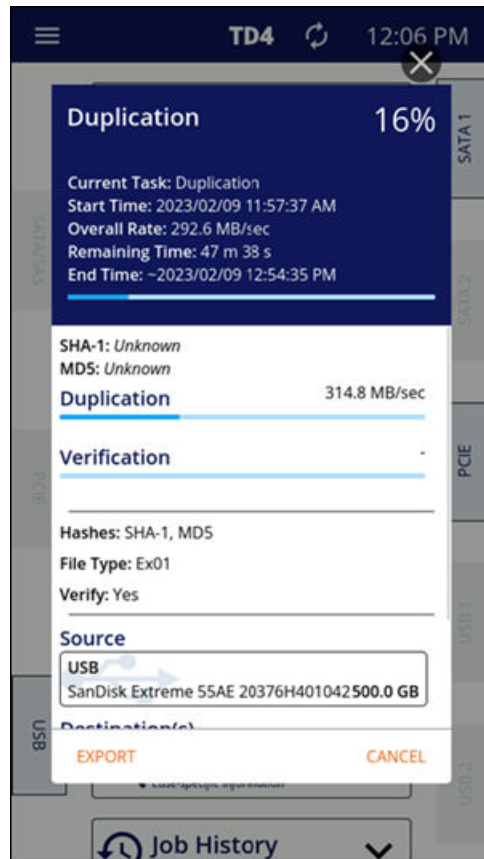 TD4
12:06 PM
Duplication
16%
Current Task: Duplication
Start Time: 2023/02/09 11:57:37 AM
Overall Rate: 292.6 MB/sec
Remaining Time: 47 m 38 s
End Time: ~2023/02/09 12:54:35 PM
SHA-1: Unknown
MD5: Unknown
Duplication
314.8 MB/sec
Verification
-
Hashes: SHA-1, MD5
File Type: Ex01
Verify: Yes
Source
USB
SanDisk Extreme 55AE 20376H401042 500.0 GB
Destination(s)
EXPORT
CANCEL
Case-specific information
Job History
SATA/SAS
PCIE
USB
SATA 1
SATA 2
PCIE
USB 1
USB 2